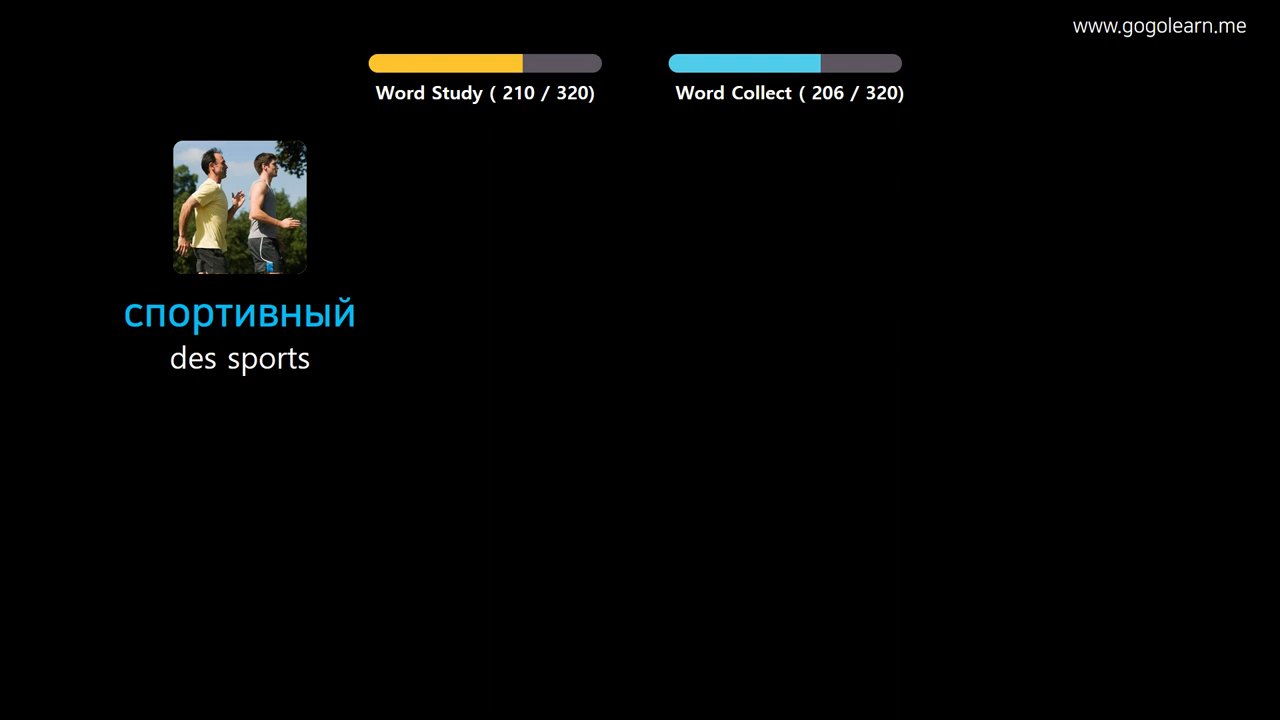 www.gogolearn.me
Word Study ( 210 / 320)
Word Collect ( 206 / 320)
спортивный
des sports